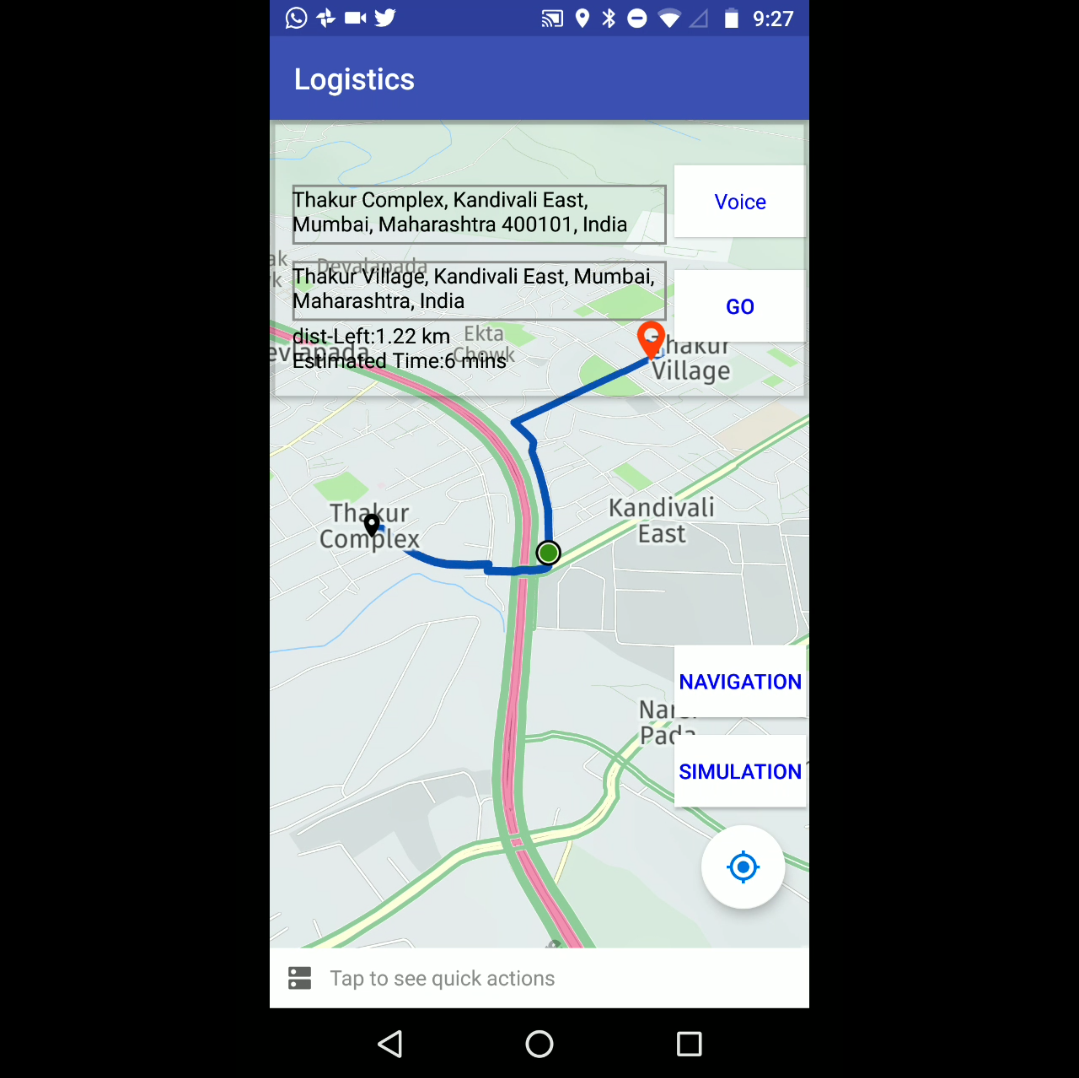 9:27
Logistics
Thakur Complex, Kandivali East,
Mumbai, Maharashtra 400101, India
Voice
Devalapada
Thakur Village, Kandivali East, Mumbai,
Maharashtra, India
GO
dist-Left:1.22 km
Estimated Time:6 mins
Ekta
Chowk
Thakur
Village
Thakur
Complex
Kandivali
East
NAVIGATION
Pada
SIMULATION
Tap to see quick actions